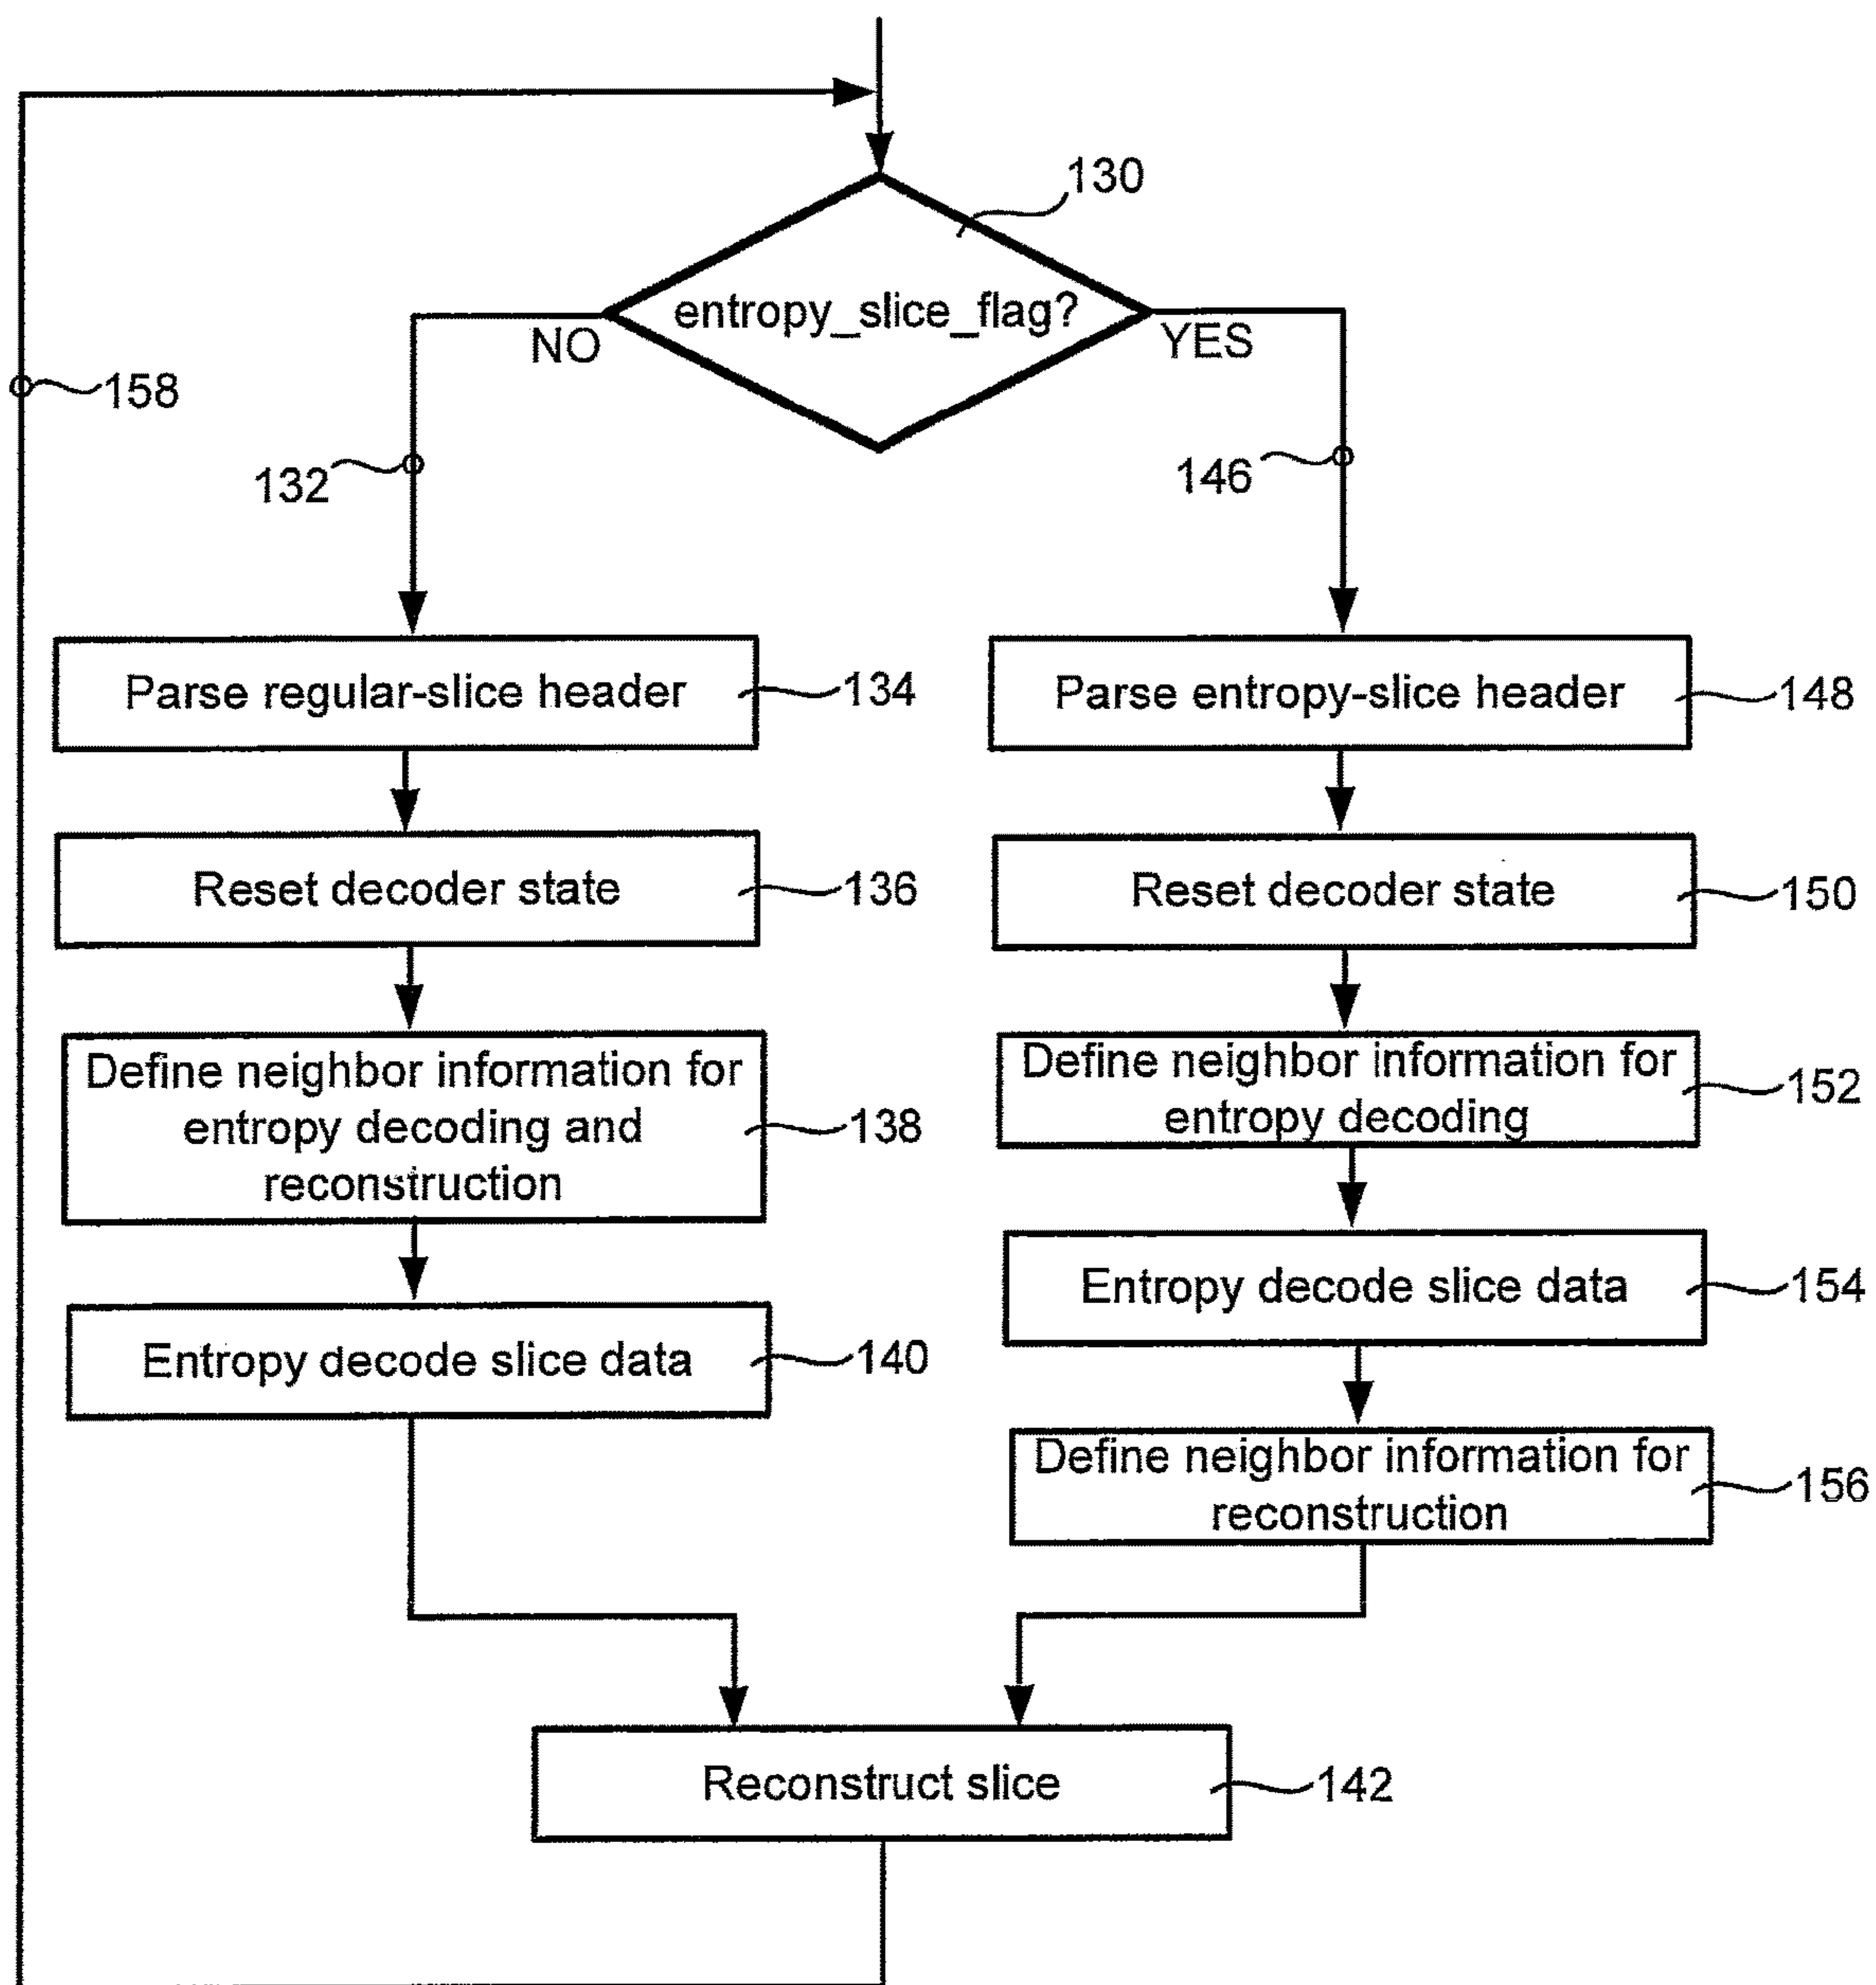 130
entropy_slice_flag?
NO
YES
158
132
146
Parse regular-slice header
134
Parse entropy-slice header
148
Reset decoder state
136
Reset decoder state
150
Define neighbor information for
entropy decoding and
reconstruction
138
Define neighbor information for
entropy decoding
152
Entropy decode slice data
154
Entropy decode slice data
140
Define neighbor information for
reconstruction
156
Reconstruct slice
142